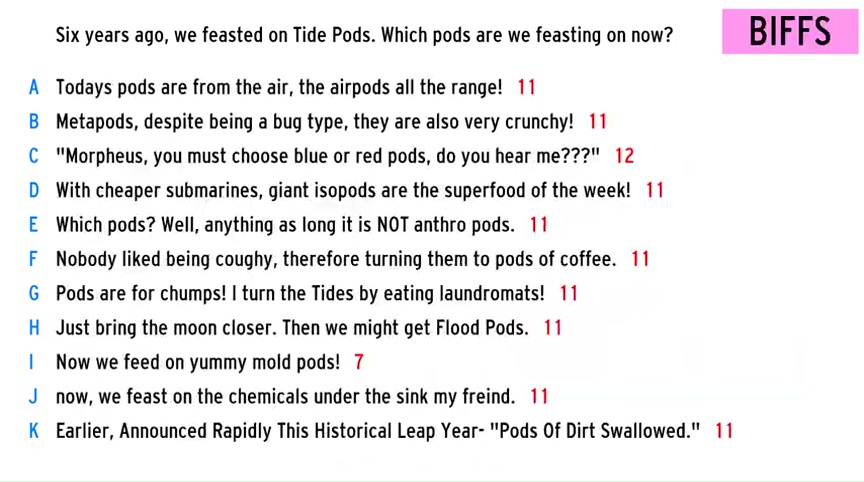 Six years ago, we feasted on Tide Pods. Which pods are we feasting on now?
BIFFS
A Todays pods are from the air, the airpods all the range! 11
B Metapods, despite being a bug type, they are also very crunchy! 11
C "Morpheus, you must choose blue or red pods, do you hear me???" 12
D With cheaper submarines, giant isopods are the superfood of the week! 11
E Which pods? Well, anything as long it is NOT anthro pods. 11
F Nobody liked being coughy, therefore turning them to pods of coffee. 11
G Pods are for chumps! I turn the Tides by eating laundromats! 11
H Just bring the moon closer. Then we might get Flood Pods. 11
I Now we feed on yummy mold pods! 7
J now, we feast on the chemicals under the sink my freind. 11
K Earlier, Announced Rapidly This Historical Leap Year- "Pods Of Dirt Swallowed." 11